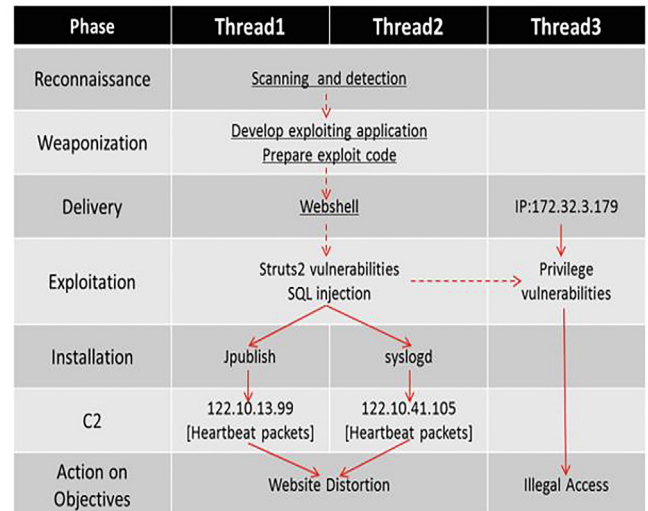 Phase Thread1 Thread2 Thread3
Reconnaissance Scanning and detection
Weaponization Develop exploiting application
Prepare exploit code
Delivery Webshell IP:172.32.3.179
Exploitation Struts2 vulnerabilities Privilege
SQL injection vulnerabilities
Installation Jpublish syslogd
C2 122.10.13.99 122.10.41.105
[Heartbeat packets] [Heartbeat packets]
Action on
Objectives Website Distortion Illegal Access